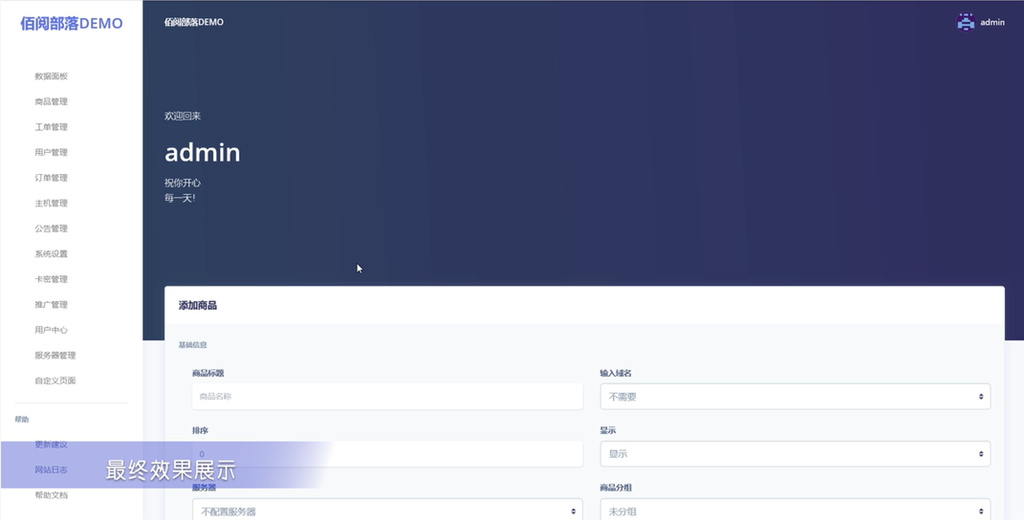 佰阅部落DEMO
佰阅部落DEMO
admin
数据面板
商品管理
工单管理
用户管理
订单管理
主机管理
公告管理
系统设置
卡密管理
推广管理
用户中心
服务器管理
自定义页面
帮助
更新建议
网站日志
帮助文档
欢迎回来
admin
祝你开心
每一天!
添加商品
基础信息
商品标题
商品名称
输入域名
不需要
排序
0
显示
显示
服务器
不配置服务器
商品分组
未分组
最终效果展示